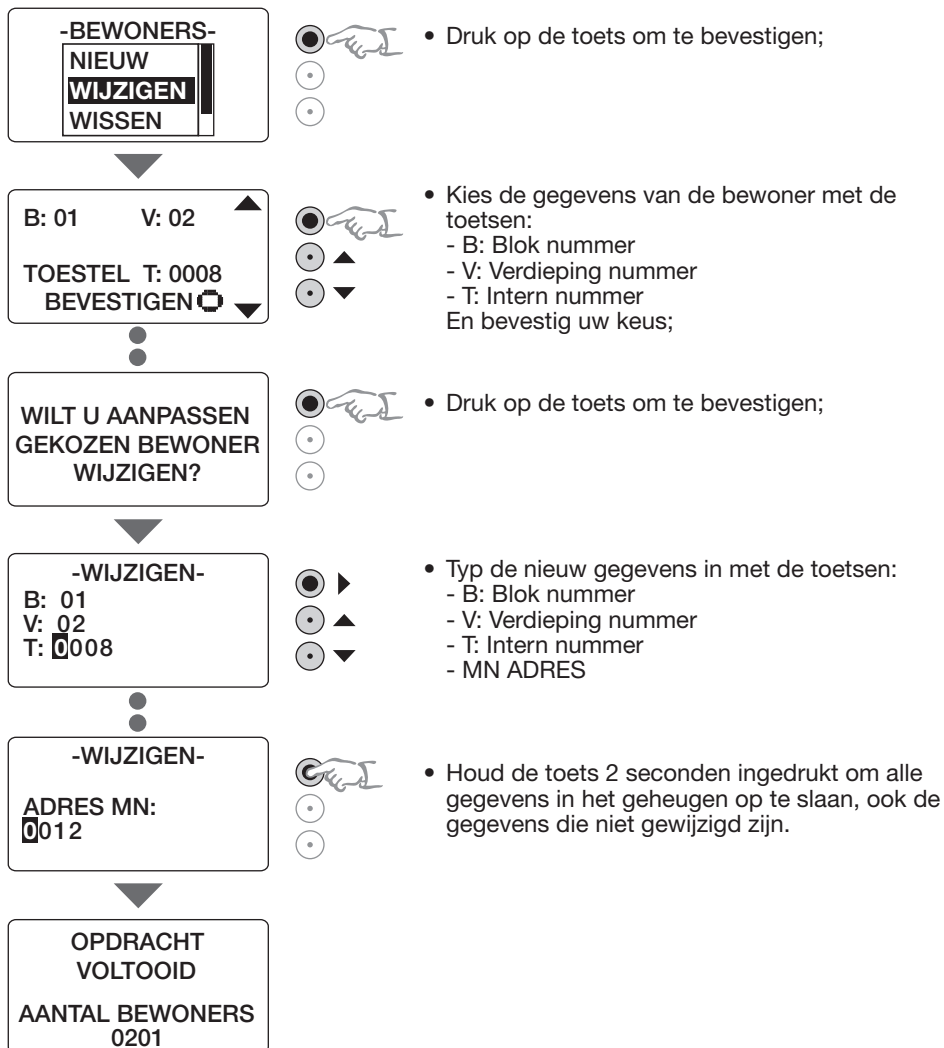 -BEWONERS-
NIEUW
WIJZIGEN
WISSEN
• Druk op de toets om te bevestigen;
B: 01 V: 02
TOESTEL T: 0008
BEVESTIGEN
• Kies de gegevens van de bewoner met de
toetsen:
- B: Blok nummer
- V: Verdieping nummer
- T: Intern nummer
En bevestig uw keus;
WILT U AANPASSEN
GEKOZEN BEWONER
WIJZIGEN?
• Druk op de toets om te bevestigen;
-WIJZIGEN-
B: 01
V: 02
T: 0008
• Typ de nieuw gegevens in met de toetsen:
- B: Blok nummer
- V: Verdieping nummer
- T: Intern nummer
- MN ADRES
-WIJZIGEN-
ADRES MN:
0012
• Houd de toets 2 seconden ingedrukt om alle
gegevens in het geheugen op te slaan, ook de
gegevens die niet gewijzigd zijn.
OPDRACHT
VOLTOOID
AANTAL BEWONERS
0201